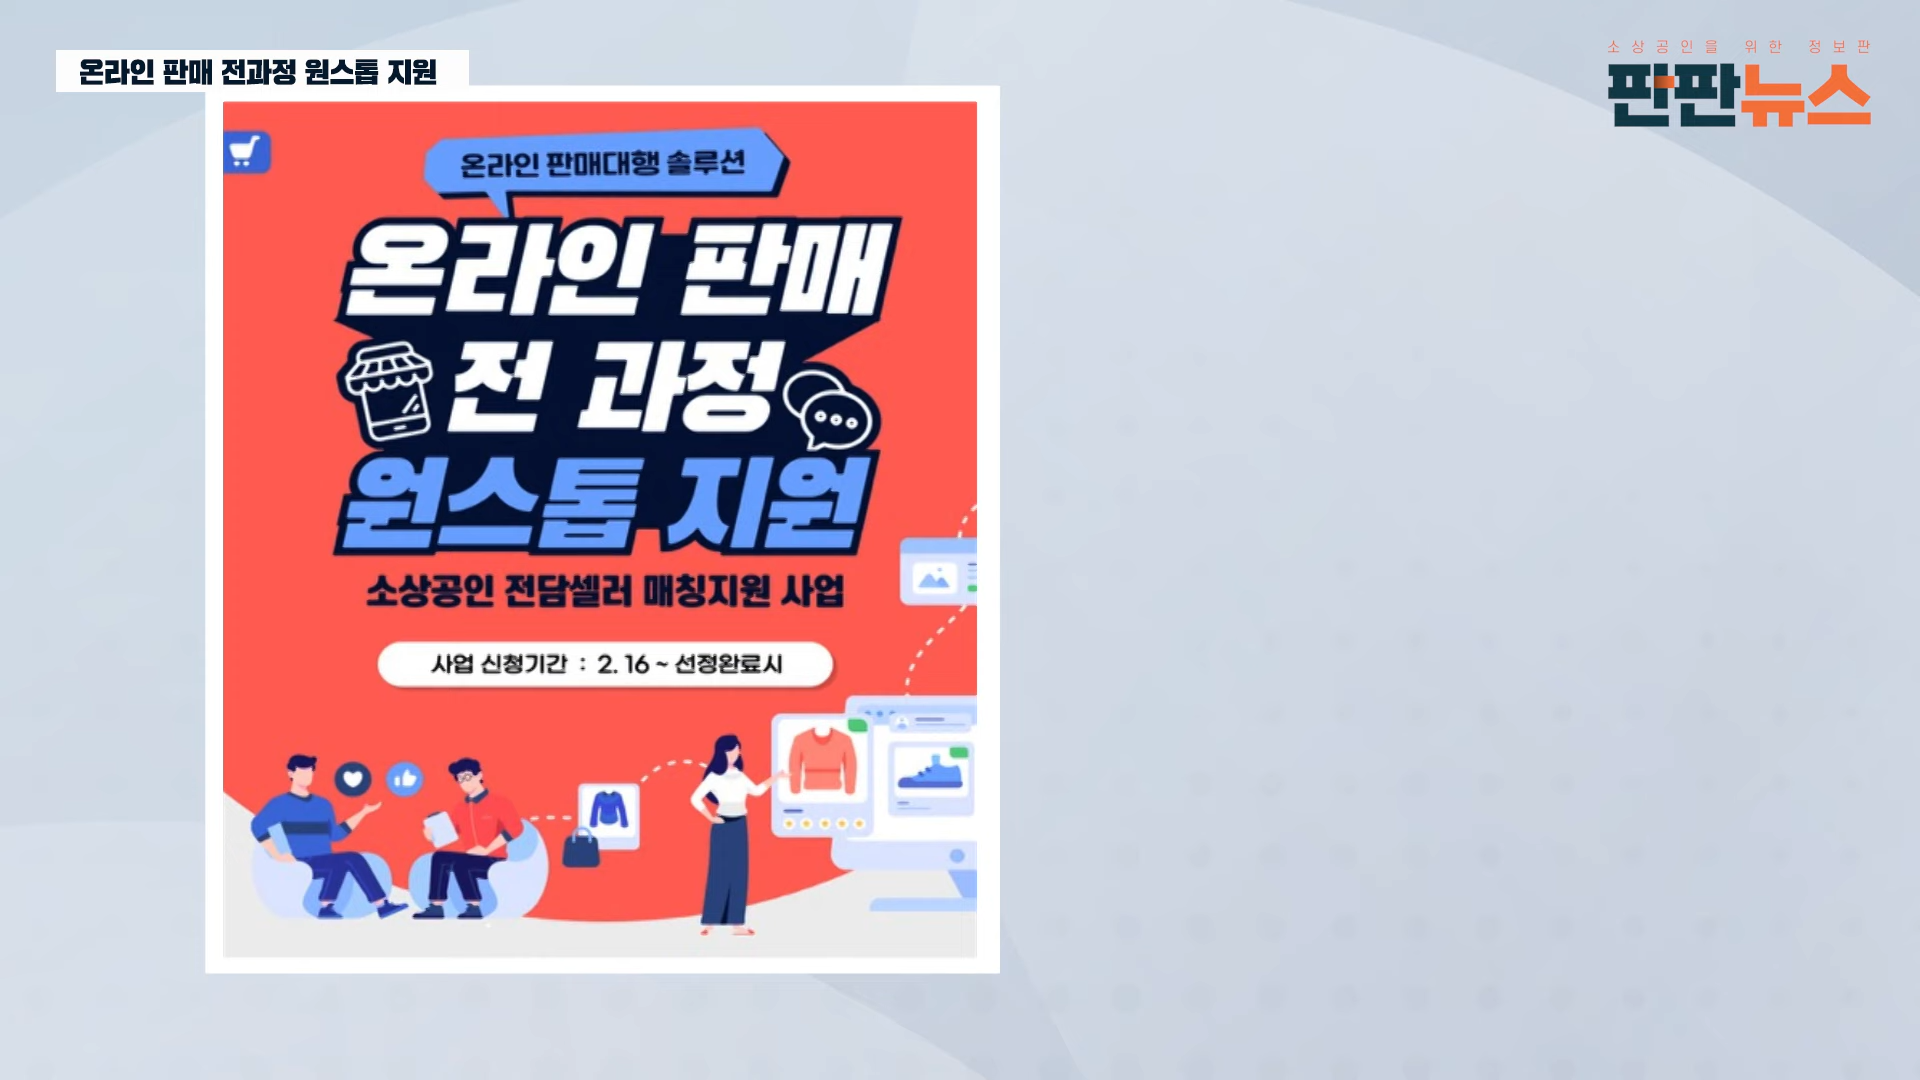 온라인 판매 전과정 원스톱 지원
소상공인을 위한 정보판
판판뉴스
온라인 판매대행 솔루션
온라인 판매
전 과정
원스톱 지원
소상공인 전담셀러 매칭지원 사업
사업 신청기간 : 2. 16 ~ 선정완료시